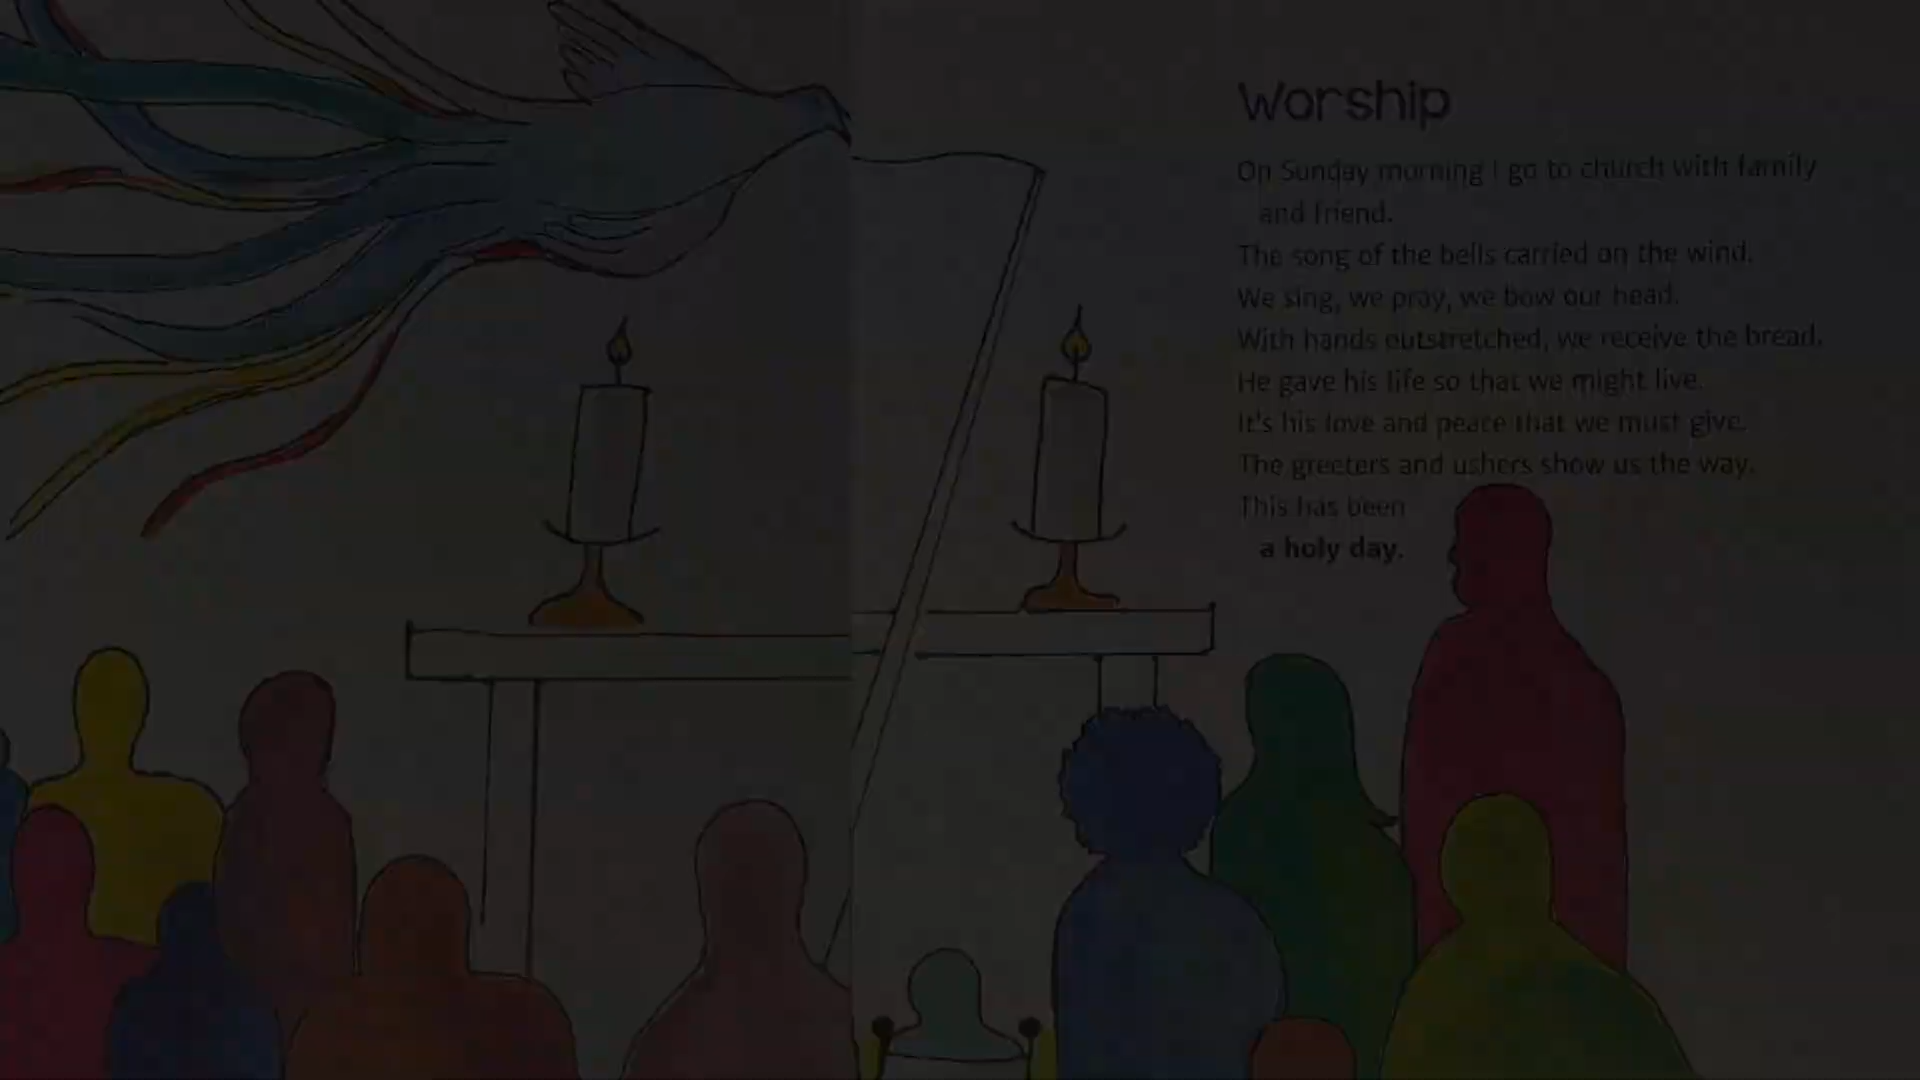 Worship
On Sunday morning I go to church with family
and friend.
The song of the bells carried on the wind.
We sing, we pray, we bow our head.
With hands outstretched, we receive the bread.
He gave his life so that we might live.
It's his love and peace that we must give.
The greeters and ushers show us the way.
This has been
a holy day.